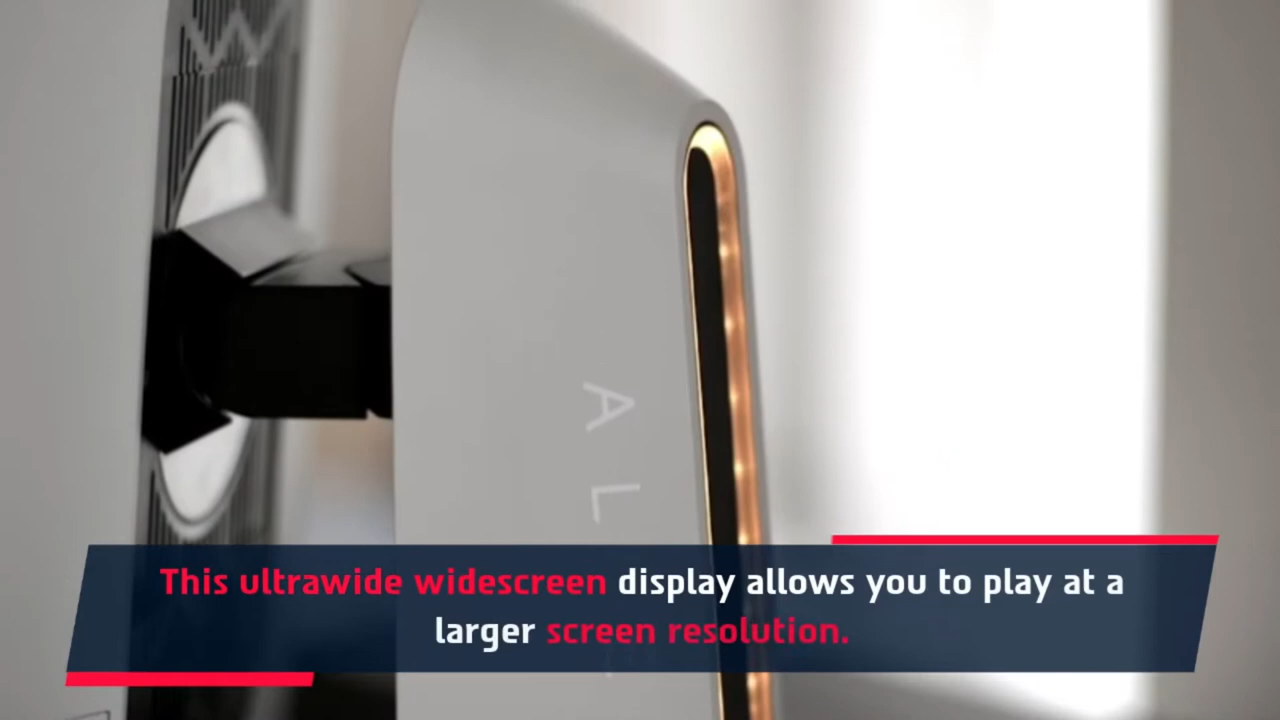 A L
This ultrawide widescreen display allows you to play at a
larger screen resolution.